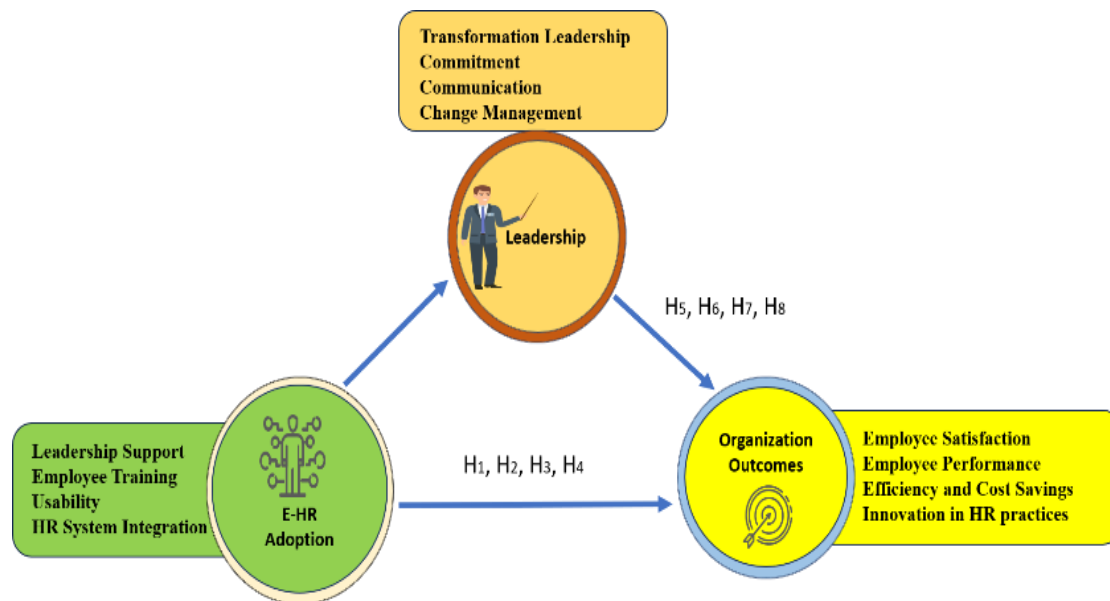 Transformation Leadership
Commitment
Communication
Change Management
Leadership
H5, H6, H7, H8
Leadership Support
Employee Training
Usability
HR System Integration
E-HR
Adoption
H1, H2, H3, H4
Organization
Outcomes
Employee Satisfaction
Employee Performance
Efficiency and Cost Savings
Innovation in HR practices